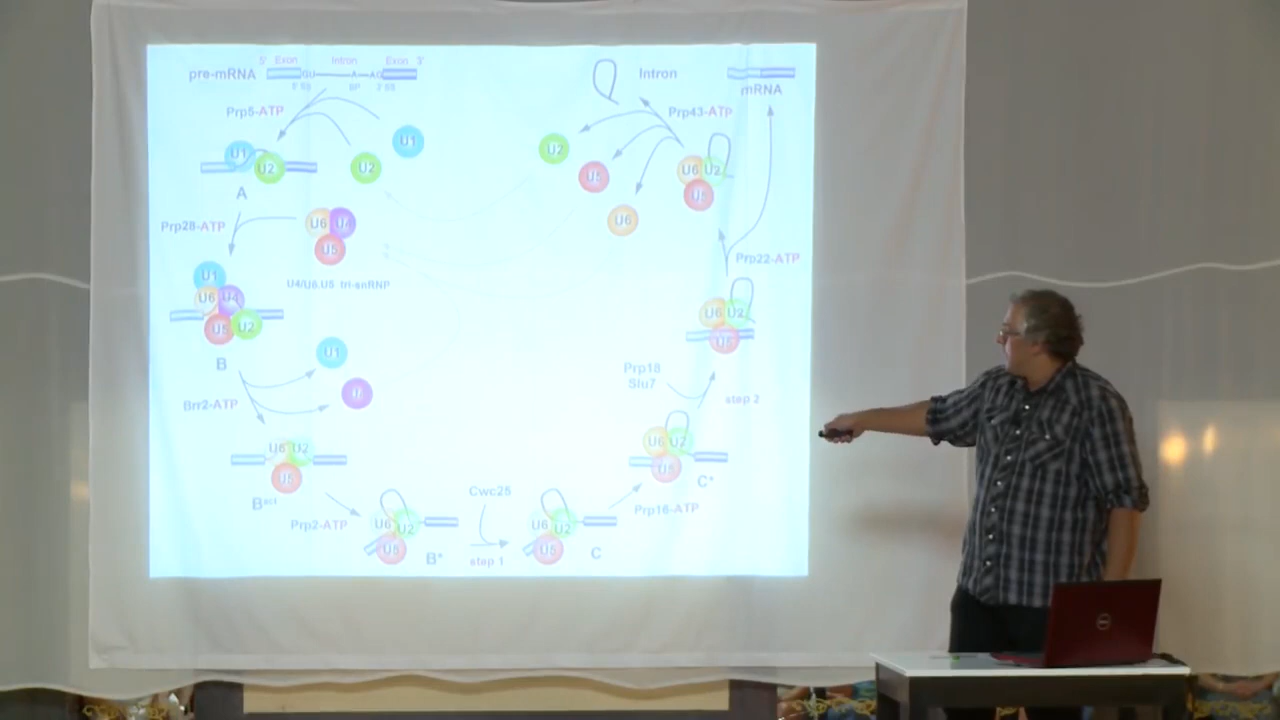 5' Exon Intron Exon 3'
pre-mRNA
GU A AG
5' SS BP 3' SS
Prp5-ATP
U1
U1
U2
U2
A
Prp28-ATP
U6 U4
U5
U4/U6.U5 tri-snRNP
U1
U6 U4
U5 U2
B
U1
Brr2-ATP
U6 U2
U5
Bact
Prp2-ATP
U6 U2
U5
B*
Cwc25
step 1
U6 U2
U5
C
Prp16-ATP
U6 U2
U5
C*
Prp18
Slu7
step 2
U6 U2
U5
Prp22-ATP
U6 U2
U5
Prp43-ATP
Intron
mRNA
U2
U5
U6
DELL